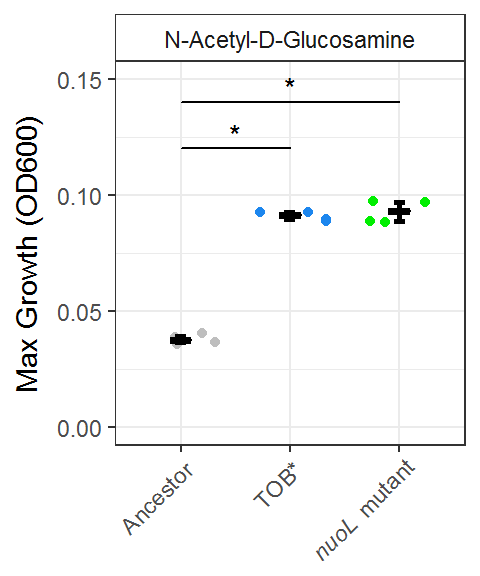 N-Acetyl-D-Glucosamine
Max Growth (OD600)
0.15
0.10
0.05
0.00
*
*
Ancestor
TOB*
nuoL mutant